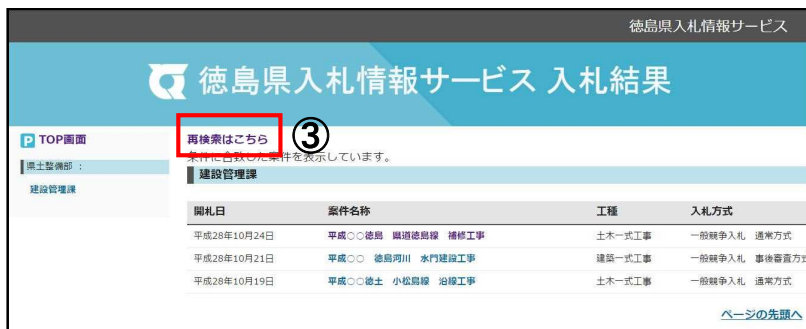 徳島県入札情報サービス
徳島県入札情報サービス 入札結果
P TOP画面
県土整備部 :
建設管理課
再検索はこちら
③
条件に合致した案件を表示しています。
建設管理課
開札日 案件名称 工種 入札方式
平成28年10月24日 平成○○徳島 県道徳島線 補修工事 土木一式工事 一般競争入札 通常方式
平成28年10月21日 平成○○ 徳島河川 水門建設工事 建築一式工事 一般競争入札 事後審査方式
平成28年10月19日 平成○○徳土 小松島線 沿線工事 土木一式工事 一般競争入札 通常方式
ページの先頭へ